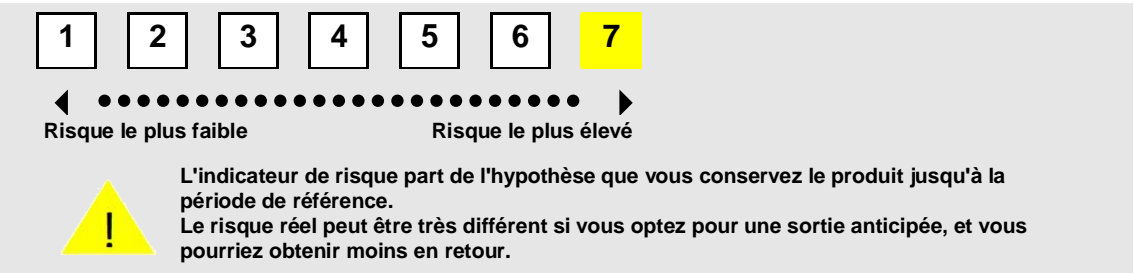 1 2 3 4 5 6 7
Risque le plus faible Risque le plus élevé
L'indicateur de risque part de l'hypothèse que vous conservez le produit jusqu'à la
période de référence.
Le risque réel peut être très différent si vous optez pour une sortie anticipée, et vous
pourriez obtenir moins en retour.
!